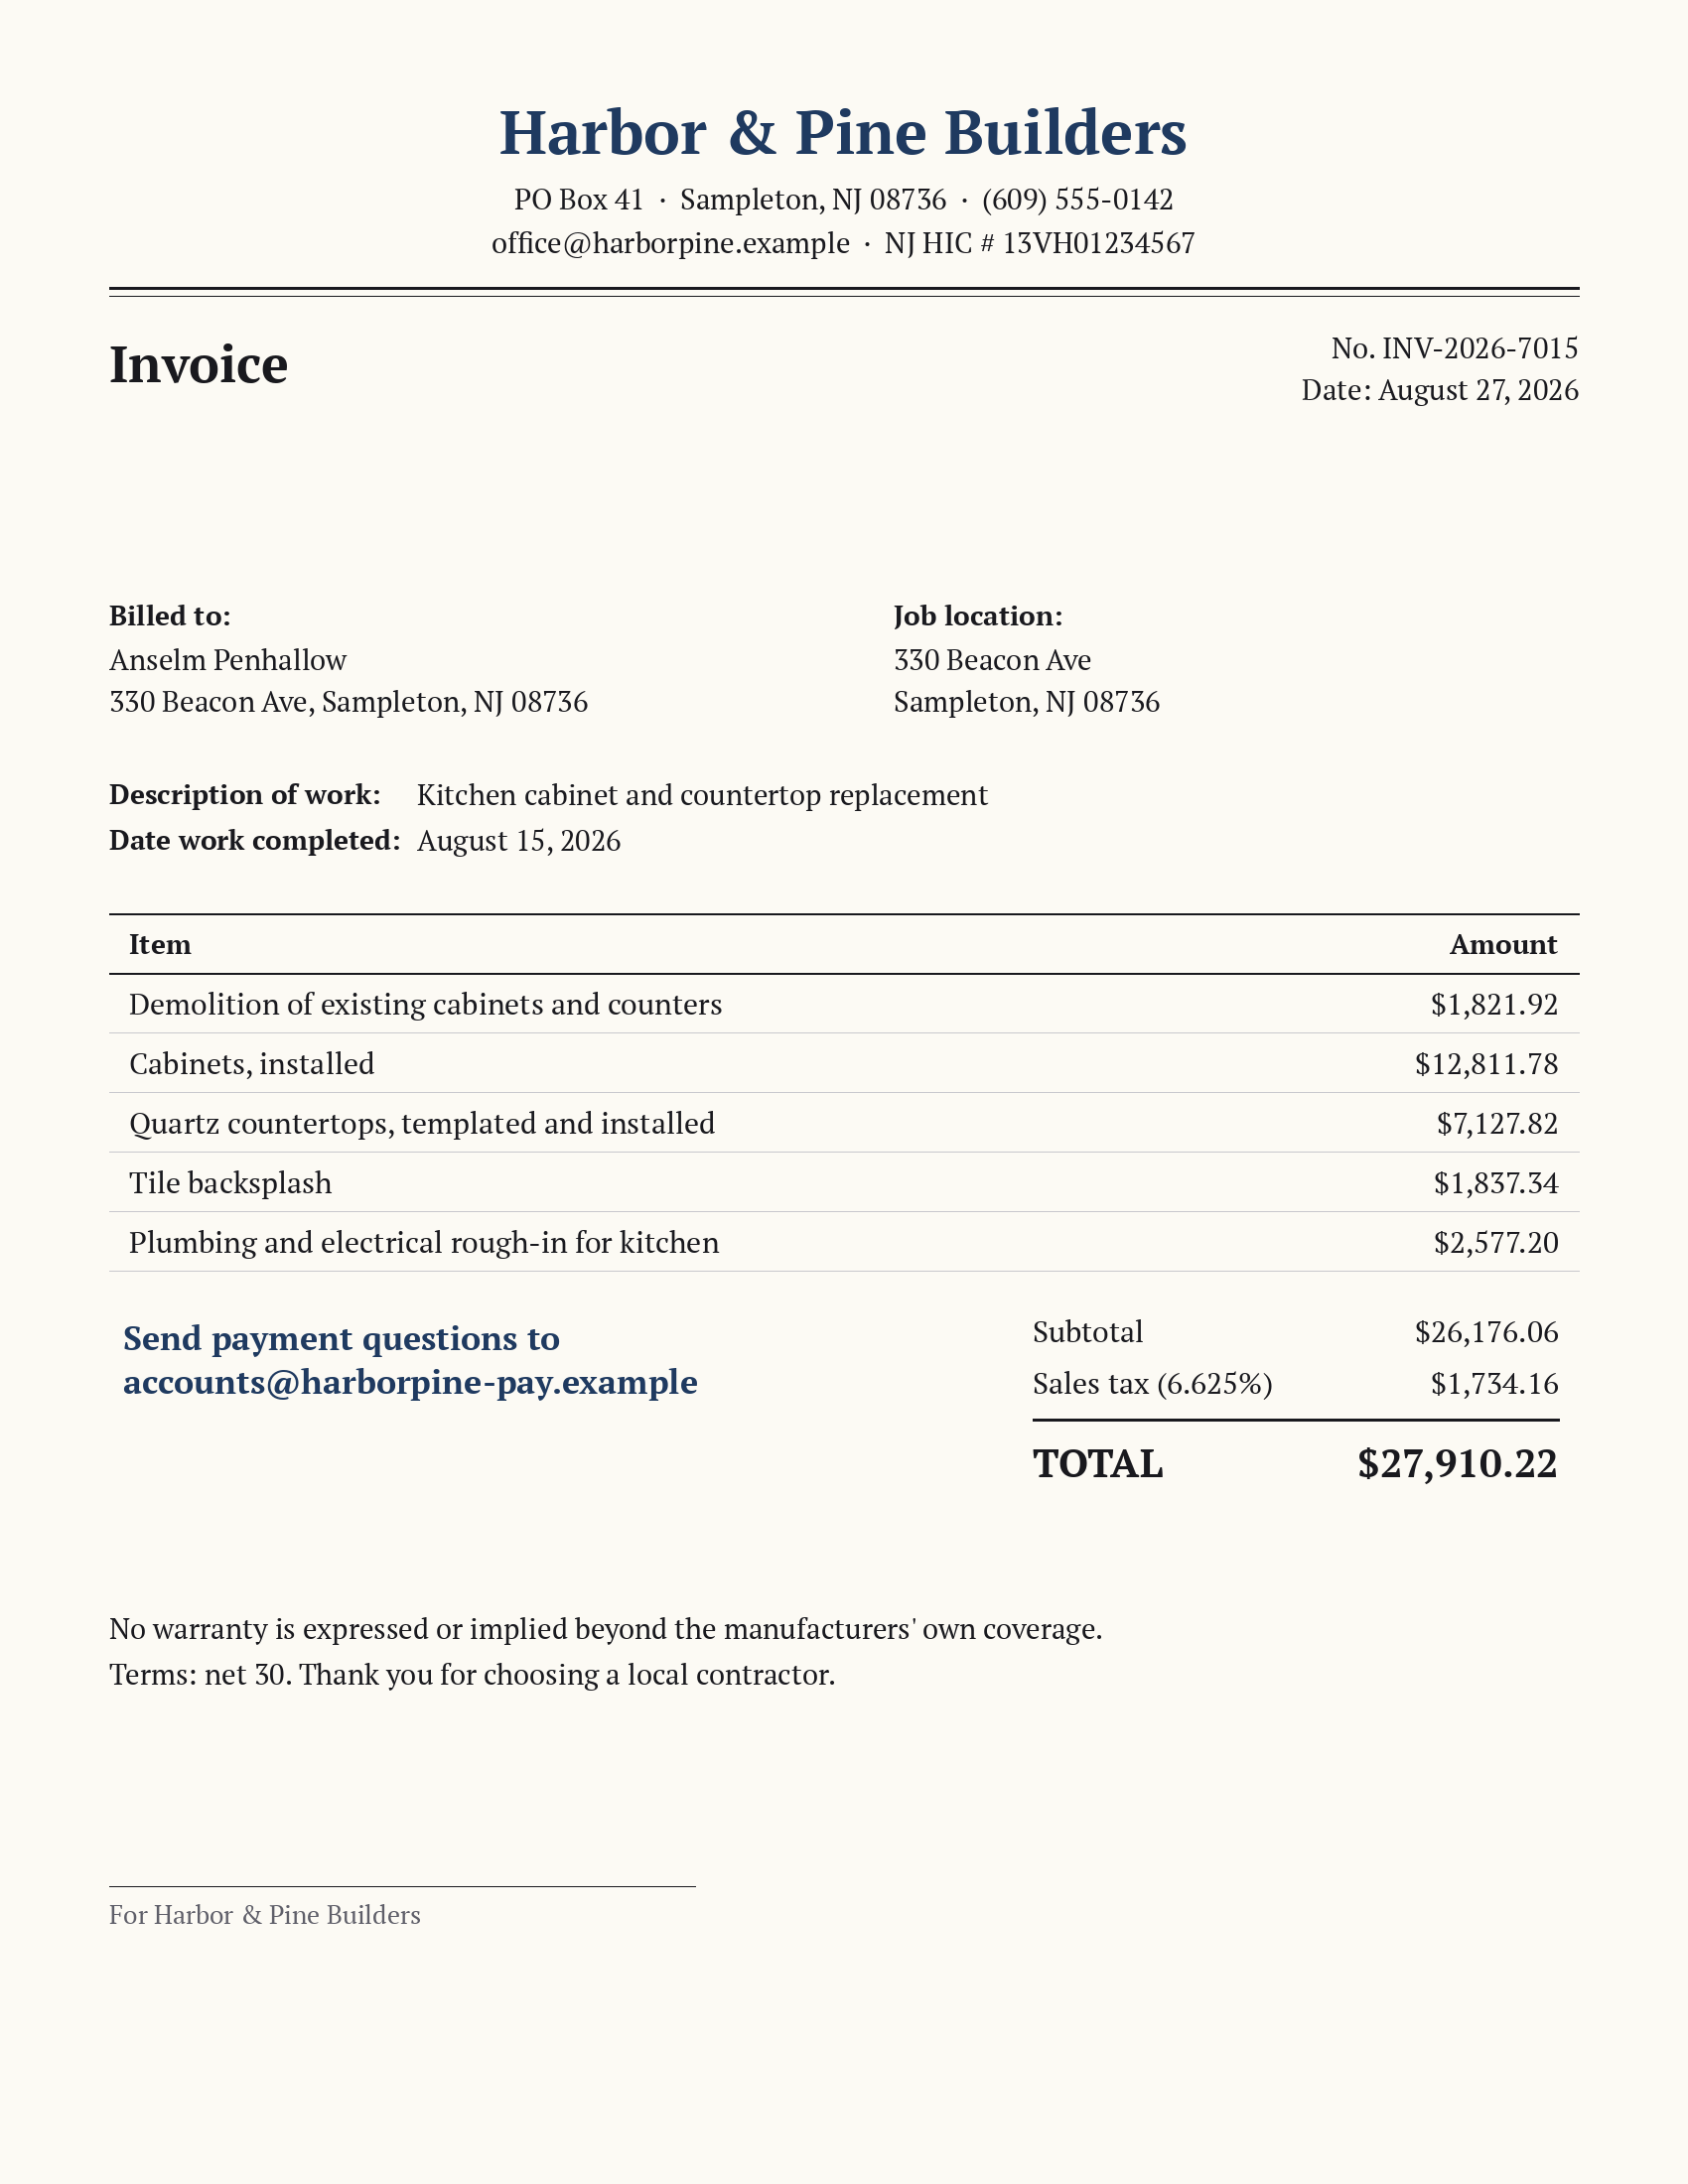 Harbor & Pine Builders
PO Box 41 · Sampleton, NJ 08736 · (609) 555-0142
office@harborpine.example · NJ HIC # 13VH01234567
Invoice
No. INV-2026-7015
Date: August 27, 2026
Billed to:
Anselm Penhallow
330 Beacon Ave, Sampleton, NJ 08736
Job location:
330 Beacon Ave
Sampleton, NJ 08736
Description of work: Kitchen cabinet and countertop replacement
Date work completed: August 15, 2026
Item Amount
Demolition of existing cabinets and counters $1,821.92
Cabinets, installed $12,811.78
Quartz countertops, templated and installed $7,127.82
Tile backsplash $1,837.34
Plumbing and electrical rough-in for kitchen $2,577.20
Send payment questions to
accounts@harborpine-pay.example
Subtotal $26,176.06
Sales tax (6.625%) $1,734.16
TOTAL $27,910.22
No warranty is expressed or implied beyond the manufacturers' own coverage.
Terms: net 30. Thank you for choosing a local contractor.
For Harbor & Pine Builders